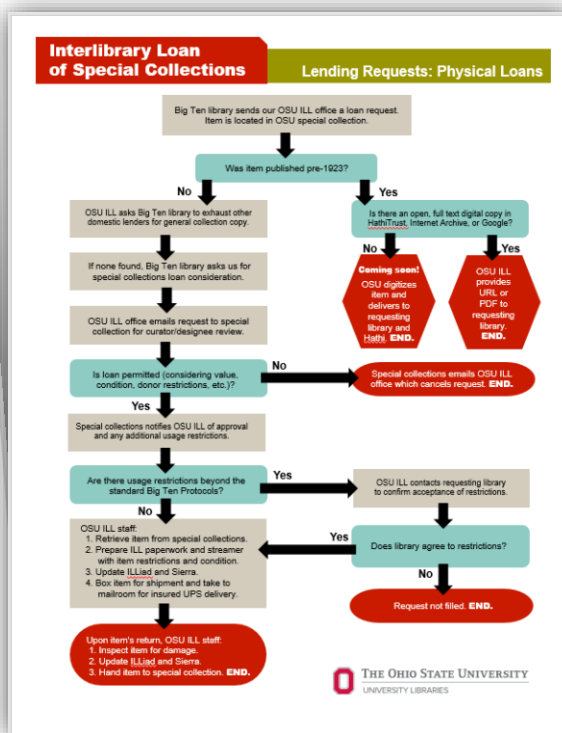 Interlibrary Loan
of Special Collections
Lending Requests: Physical Loans
Big Ten library sends our OSU ILL office a loan request.
Item is located in OSU special collection.
Was item published pre-1923?
No
Yes
OSU ILL asks Big Ten library to exhaust other
domestic lenders for general collection copy.
Is there an open, full text digital copy in
HathiTrust, Internet Archive, or Google?
No
Yes
If none found, Big Ten library asks us for
special collections loan consideration.
Coming soon!
OSU digitizes
item and
delivers to
requesting
library and
Hathi. END.
OSU ILL
provides
URL or
PDF to
requesting
library.
END.
OSU ILL office emails request to special
collection for curator/designee review.
Is loan permitted (considering value,
condition, donor restrictions, etc.)?
No
Special collections emails OSU ILL
office which cancels request. END.
Yes
Special collections notifies OSU ILL of approval
and any additional usage restrictions.
Are there usage restrictions beyond the
standard Big Ten Protocols?
Yes
OSU ILL contacts requesting library
to confirm acceptance of restrictions.
No
OSU ILL staff:
1. Retrieve item from special collections.
2. Prepare ILL paperwork and streamer
with item restrictions and condition.
3. Update ILLiad and Sierra.
4. Box item for shipment and take to
mailroom for insured UPS delivery.
Yes
Does library agree to restrictions?
No
Request not filled. END.
Upon item's return, OSU ILL staff:
1. Inspect item for damage.
2. Update ILLiad and Sierra.
3. Hand item to special collection. END.
THE OHIO STATE UNIVERSITY
UNIVERSITY LIBRARIES